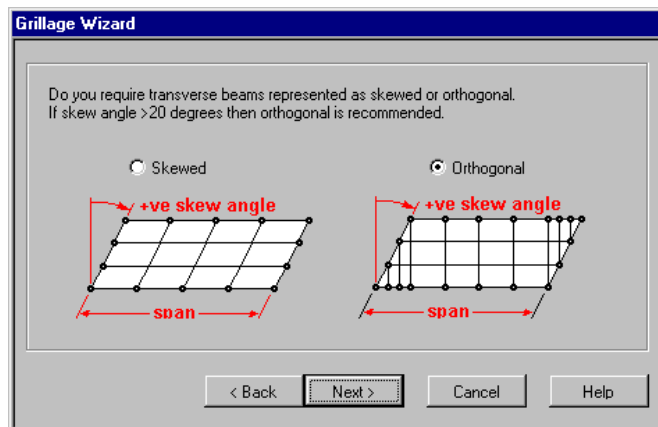 Grillage Wizard
Do you require transverse beams represented as skewed or orthogonal.
If skew angle >20 degrees then orthogonal is recommended.
Skewed
Orthogonal
+ve skew angle
+ve skew angle
span
span
< Back
Next >
Cancel
Help